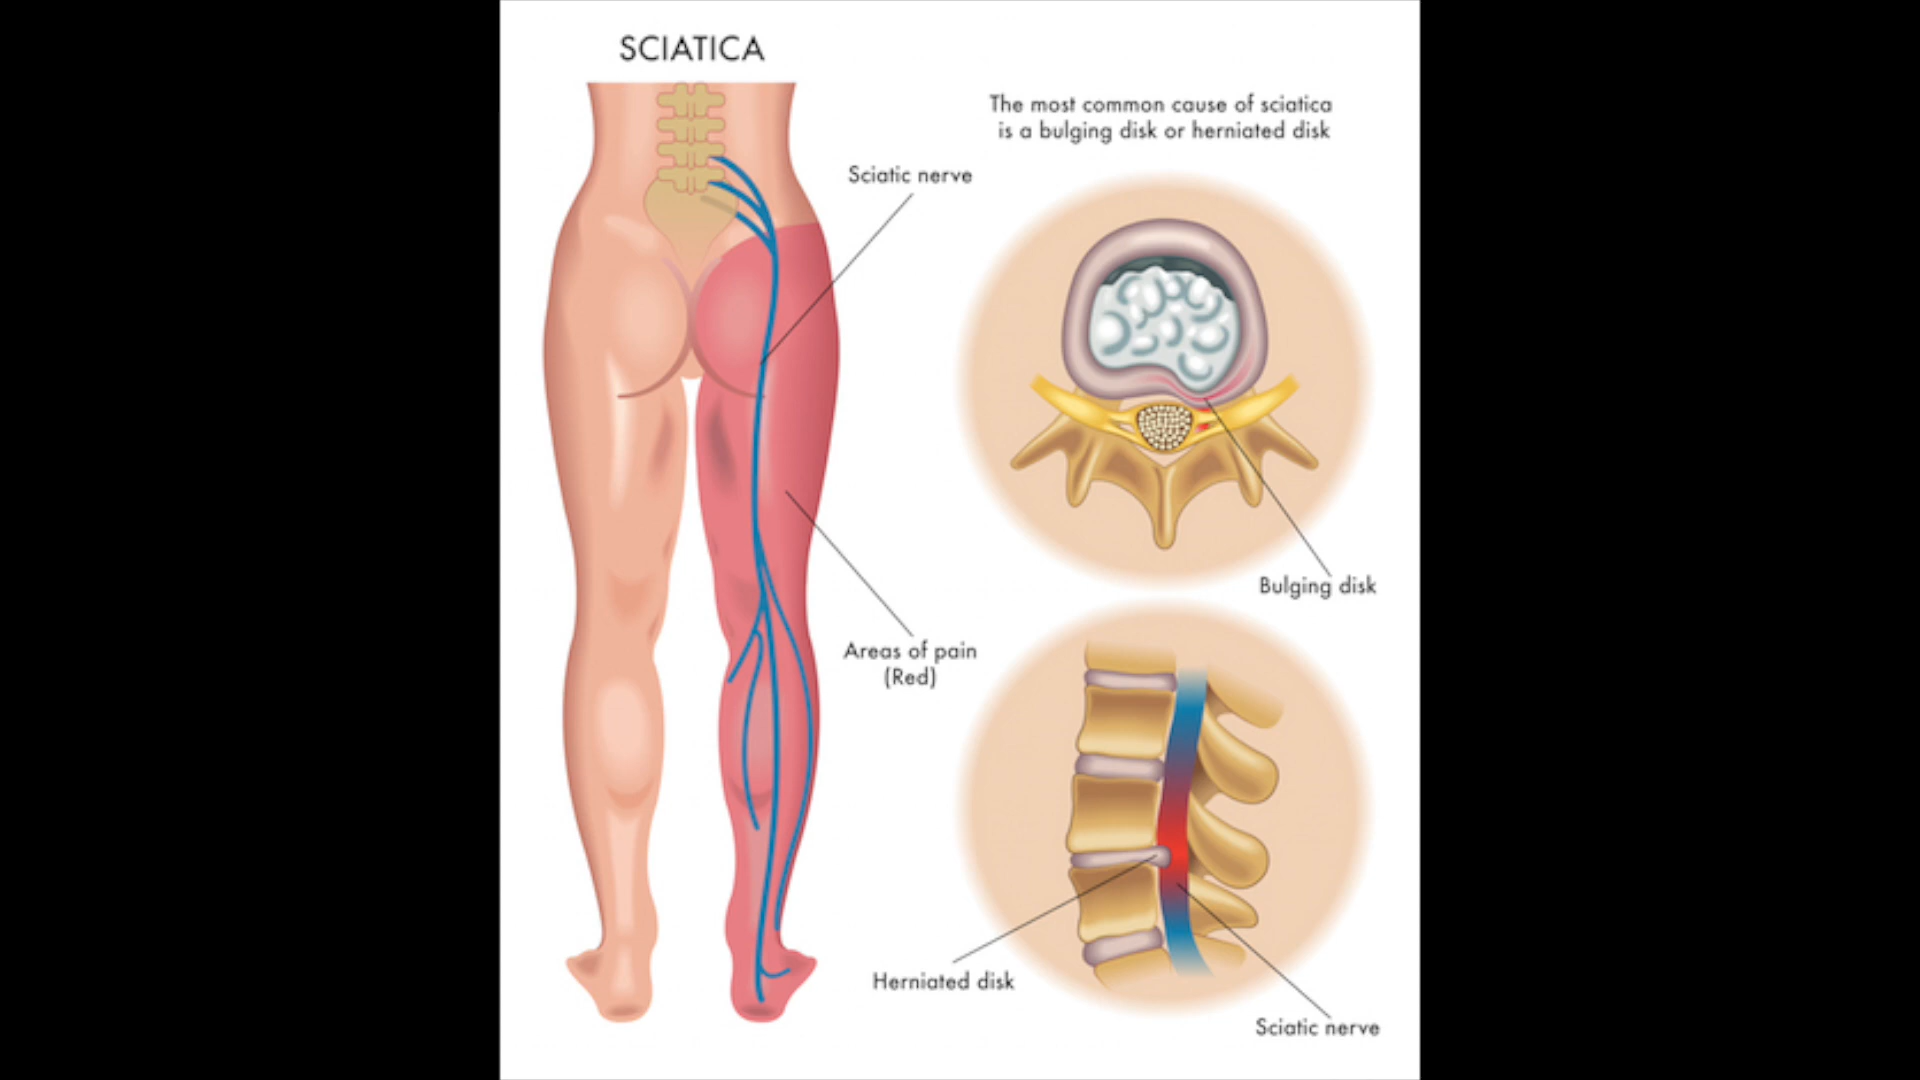 SCIATICA
The most common cause of sciatica
is a bulging disk or herniated disk
Sciatic nerve
Bulging disk
Areas of pain
(Red)
Herniated disk
Sciatic nerve